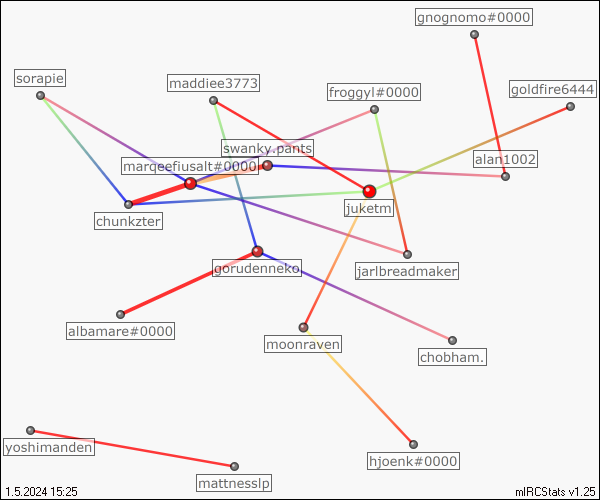 gnognomo#0000
sorapie
maddiee3773
froggyl#0000
goldfire6444
swanky.pants
marqeefiusalt#0000
alan1002
chunkzter
juketm
gorudenneko
jarlbreadmaker
albamare#0000
moonraven
chobham.
yoshimanden
hjoenk#0000
mattnesslp
1.5.2024 15:25
mIRCStats v1.25